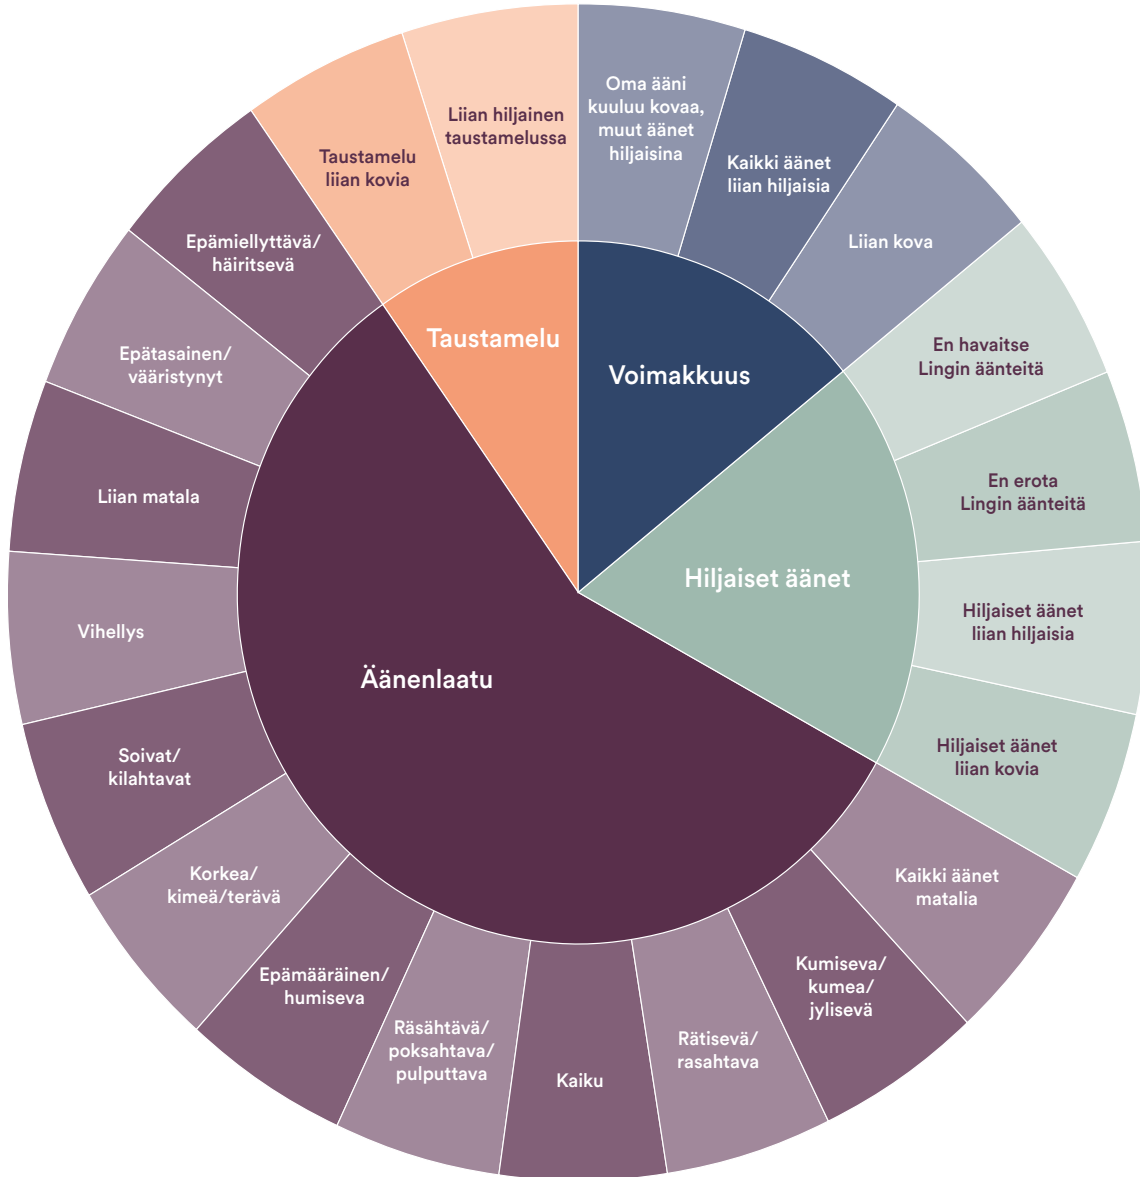 Oma ääni
kuuluu kovaa,
muut äänet
hiljaisina
Kaikki äänet
liian hiljaisia
Liian kova
En havaitse
Lingin äänteitä
En erota
Lingin äänteitä
Hiljaiset äänet
liian hiljaisia
Hiljaiset äänet
liian kovia
Kaikki äänet
matalia
Kumiseva/
kumea/
jylisevä
Rätisevä/
rasahtava
Kaiku
Räsähtävä/
poksahtava/
pulputtava
Epämääräinen/
humiseva
Korkea/
kimeä/terävä
Soivat/
kilahtavat
Vihellys
Liian matala
Epätasainen/
vääristynyt
Epämiellyttävä/
häiritsevä
Taustamelu
liian kovia
Liian hiljainen
taustamelussa
Voimakkuus
Hiljaiset äänet
Äänenlaatu
Taustamelu